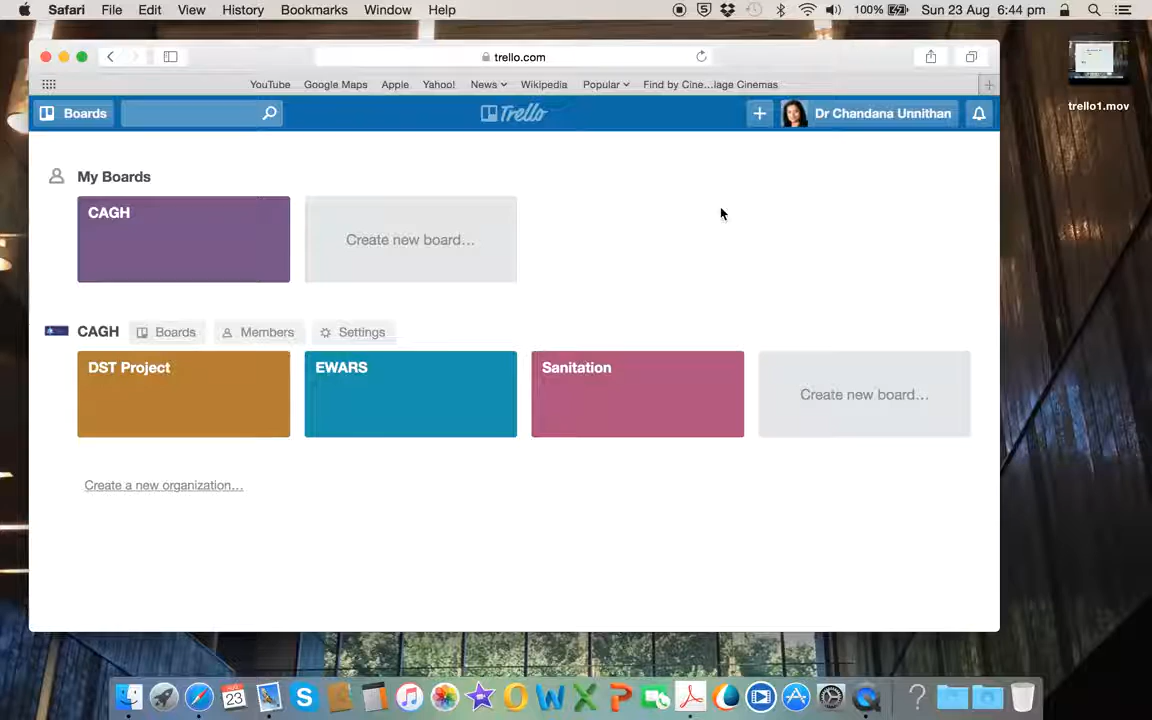 Safari File Edit View History Bookmarks Window Help 100% Sun 23 Aug 6:44 pm
trello.com
YouTube Google Maps Apple Yahoo! News Wikipedia Popular Find by Cine...lage Cinemas
trello1.mov
Boards Trello Dr Chandana Unnithan
My Boards
CAGH
Create new board…
CAGH Boards Members Settings
DST Project EWARS Sanitation
Create new board…
Create a new organization…
23